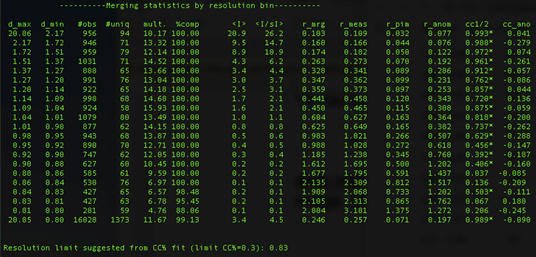 ----------Merging statistics by resolution bin----------
d_max d_min #obs #uniq mult. %comp <I> <I/sI> r_mrg r_meas r_pim r_anom cc1/2 cc_ano
20.86 2.17 956 94 10.17 100.00 20.9 26.2 0.103 0.109 0.032 0.077 0.993* 0.041
2.17 1.72 946 71 13.32 100.00 9.5 14.7 0.160 0.166 0.044 0.076 0.988* -0.279
1.72 1.51 959 79 12.14 100.00 8.9 10.9 0.174 0.182 0.050 0.122 0.972* 0.074
1.51 1.37 1031 71 14.52 100.00 4.3 6.2 0.263 0.273 0.070 0.192 0.961* -0.261
1.37 1.27 888 65 13.66 100.00 3.4 4.4 0.328 0.341 0.089 0.286 0.912* -0.057
1.27 1.20 991 76 13.04 100.00 3.0 3.7 0.347 0.362 0.099 0.231 0.762* -0.086
1.20 1.14 922 65 14.18 100.00 2.5 3.1 0.359 0.373 0.097 0.253 0.857* 0.044
1.14 1.09 998 68 14.68 100.00 1.7 2.1 0.441 0.458 0.120 0.343 0.720* 0.136
1.09 1.04 924 58 15.93 100.00 1.6 2.1 0.450 0.465 0.115 0.308 0.875* -0.059
1.04 1.01 1079 80 13.49 100.00 1.0 1.1 0.604 0.627 0.163 0.364 0.818* -0.200
1.01 0.98 877 62 14.15 100.00 0.8 0.8 0.625 0.649 0.165 0.382 0.737* -0.262
0.98 0.95 943 68 13.87 100.00 0.5 0.6 0.983 1.021 0.266 0.507 0.629* -0.288
0.95 0.92 890 70 12.71 100.00 0.4 0.5 0.988 1.028 0.272 0.618 0.456* -0.147
0.92 0.90 747 62 12.05 100.00 0.3 0.4 1.185 1.238 0.345 0.760 0.392* -0.187
0.90 0.88 627 60 10.45 100.00 0.2 0.2 1.612 1.695 0.500 1.202 0.406* -0.160
0.88 0.86 585 61 9.59 100.00 0.2 0.2 1.677 1.795 0.591 1.437 0.037 -0.085
0.86 0.84 530 76 6.97 100.00 0.1 0.1 2.135 2.309 0.812 1.517 0.136 -0.209
0.84 0.83 427 65 6.57 98.48 0.2 0.1 1.909 2.068 0.733 1.202 0.503* -0.111
0.83 0.81 427 63 6.78 95.45 0.2 0.1 2.105 2.313 0.865 1.762 0.067 0.180
0.81 0.80 281 59 4.76 88.06 0.2 0.1 2.804 3.101 1.375 1.272 0.206 -0.245
20.85 0.80 16028 1373 11.67 99.13 3.4 4.5 0.246 0.257 0.071 0.197 0.989* -0.090
Resolution limit suggested from CC½ fit (limit CC½=0.3): 0.83